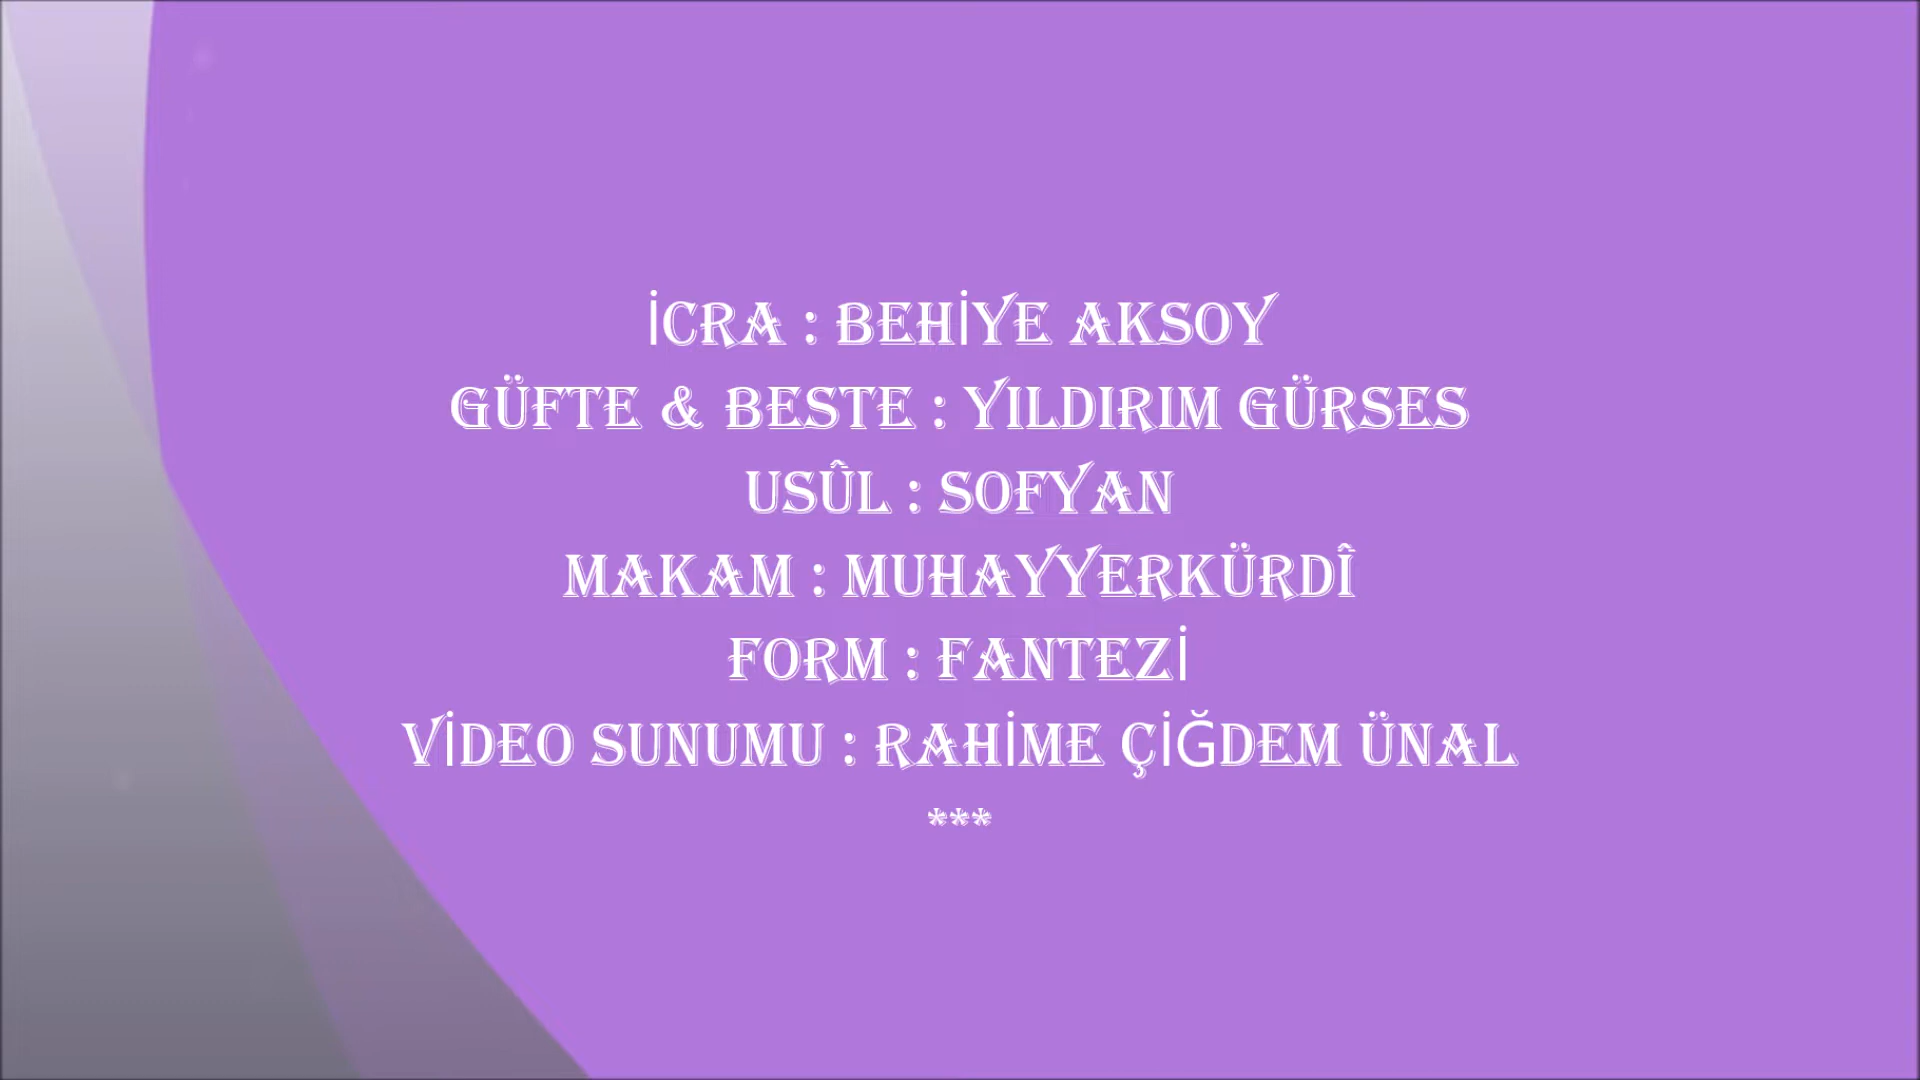 İCRA : BEHİYE AKSOY
GÜFTE & BESTE : YILDIRIM GÜRSES
USÛL : SOFYAN
MAKAM : MUHAYYERKÜRDÎ
FORM : FANTEZİ
VİDEO SUNUMU : RAHİME ÇİĞDEM ÜNAL
***